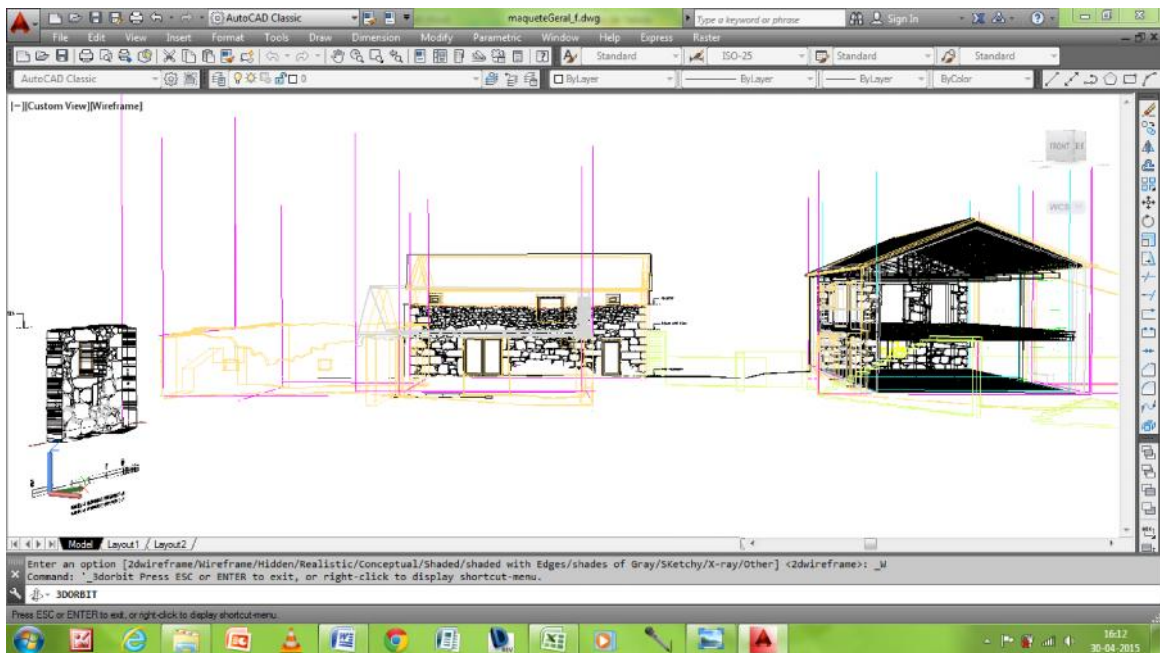 AutoCAD Classic
maqueteGeral_f.dwg
Type a keyword or phrase
Sign In
File Edit View Insert Format Tools Draw Dimension Modify Parametric Window Help Express Raster
Standard ISO-25 Standard Standard
AutoCAD Classic 0 ByLayer ByLayer ByLayer ByColor
[-][Custom View][Wireframe]
FRONT
WCS
Model Layout1 Layout2
Enter an option [2dwireframe/Wireframe/Hidden/Realistic/Conceptual/Shaded/shaded with Edges/shades of Gray/SKetchy/X-ray/Other] <2dwireframe>: _W
Command: '_3dorbit Press ESC or ENTER to exit, or right-click to display shortcut-menu.
3DORBIT
Press ESC or ENTER to exit, or right-click to display shortcut-menu.
16:12
30-04-2015